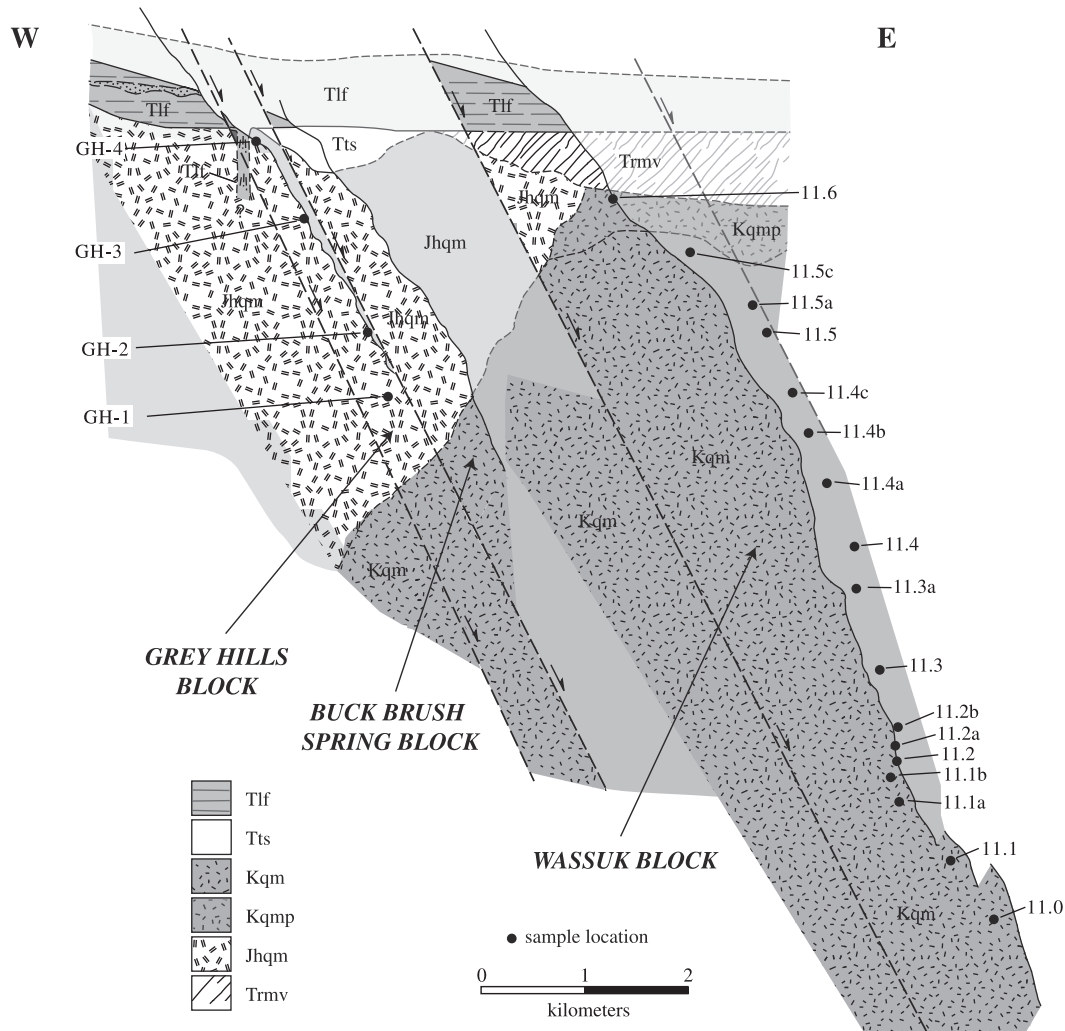 W
E
Tlf
Tlf
Tlf
Tts
Trmv
GH-4
Tlf
Jhqm
11.6
Kqmp
GH-3
Jhqm
11.5c
11.5a
Jhqm
Jhqm
11.5
GH-2
11.4c
GH-1
11.4b
Kqm
11.4a
Kqm
11.4
Kqm
11.3a
GREY HILLS
BLOCK
11.3
BUCK BRUSH
SPRING BLOCK
11.2b
11.2a
11.2
11.1b
11.1a
WASSUK BLOCK
11.1
11.0
Kqm
Tlf
Tts
Kqm
Kqmp
Jhqm
Trmv
sample location
0 1 2
kilometers